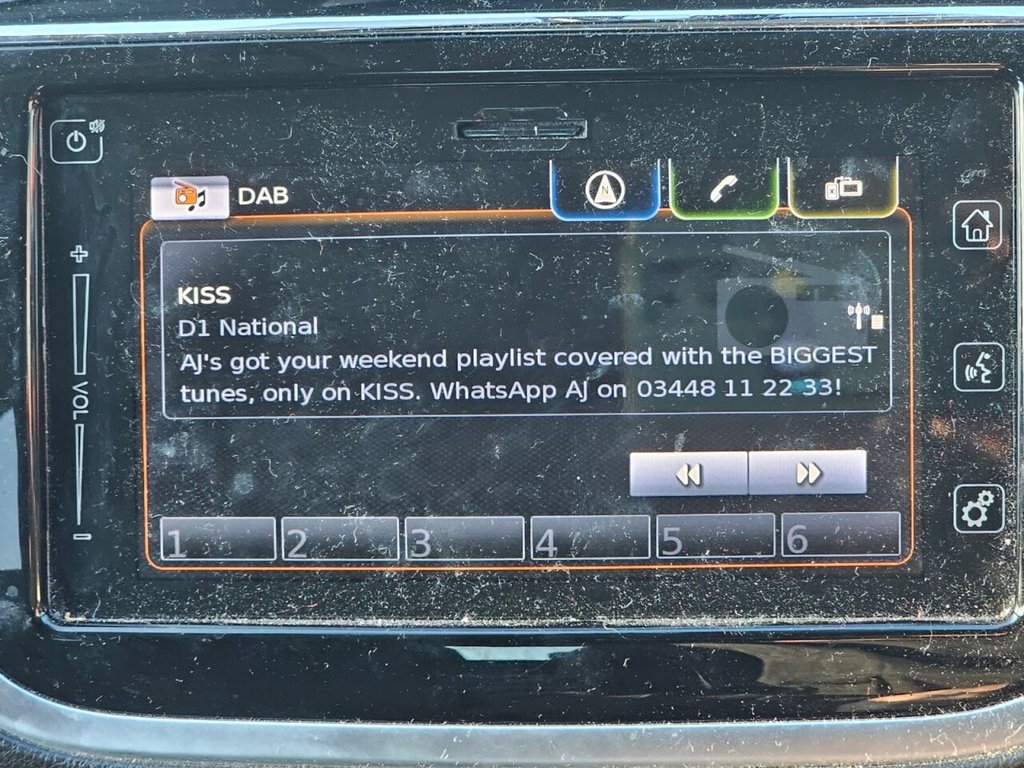 DAB
N
KISS
D1 National
AJ's got your weekend playlist covered with the BIGGEST
tunes, only on KISS. WhatsApp AJ on 03448 11 22 33!
VOL
1 2 3 4 5 6